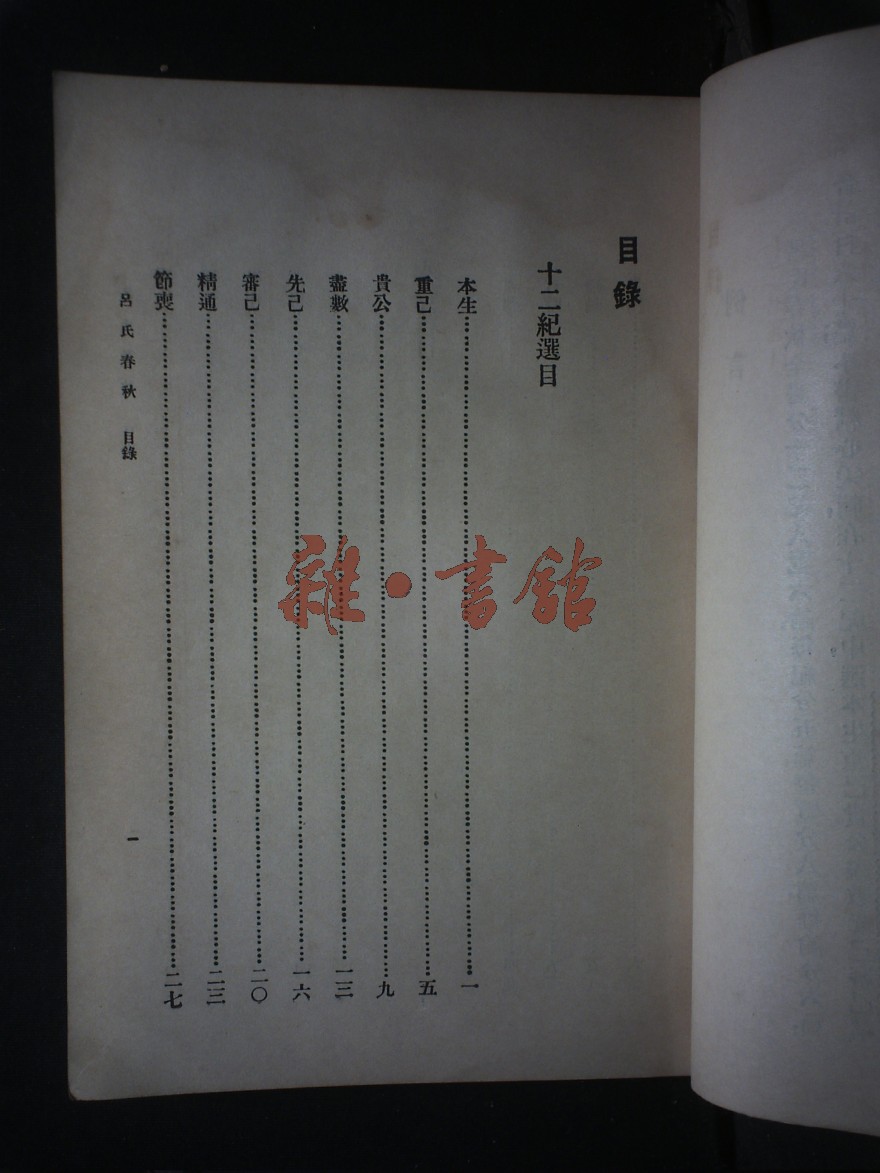 目錄
十二紀選目
本生………一
重己………五
貴公………九
盡數………一三
先己………一六
審己………二〇
精通………二三
節喪………二七
呂氏春秋 目錄
一
雜·書館